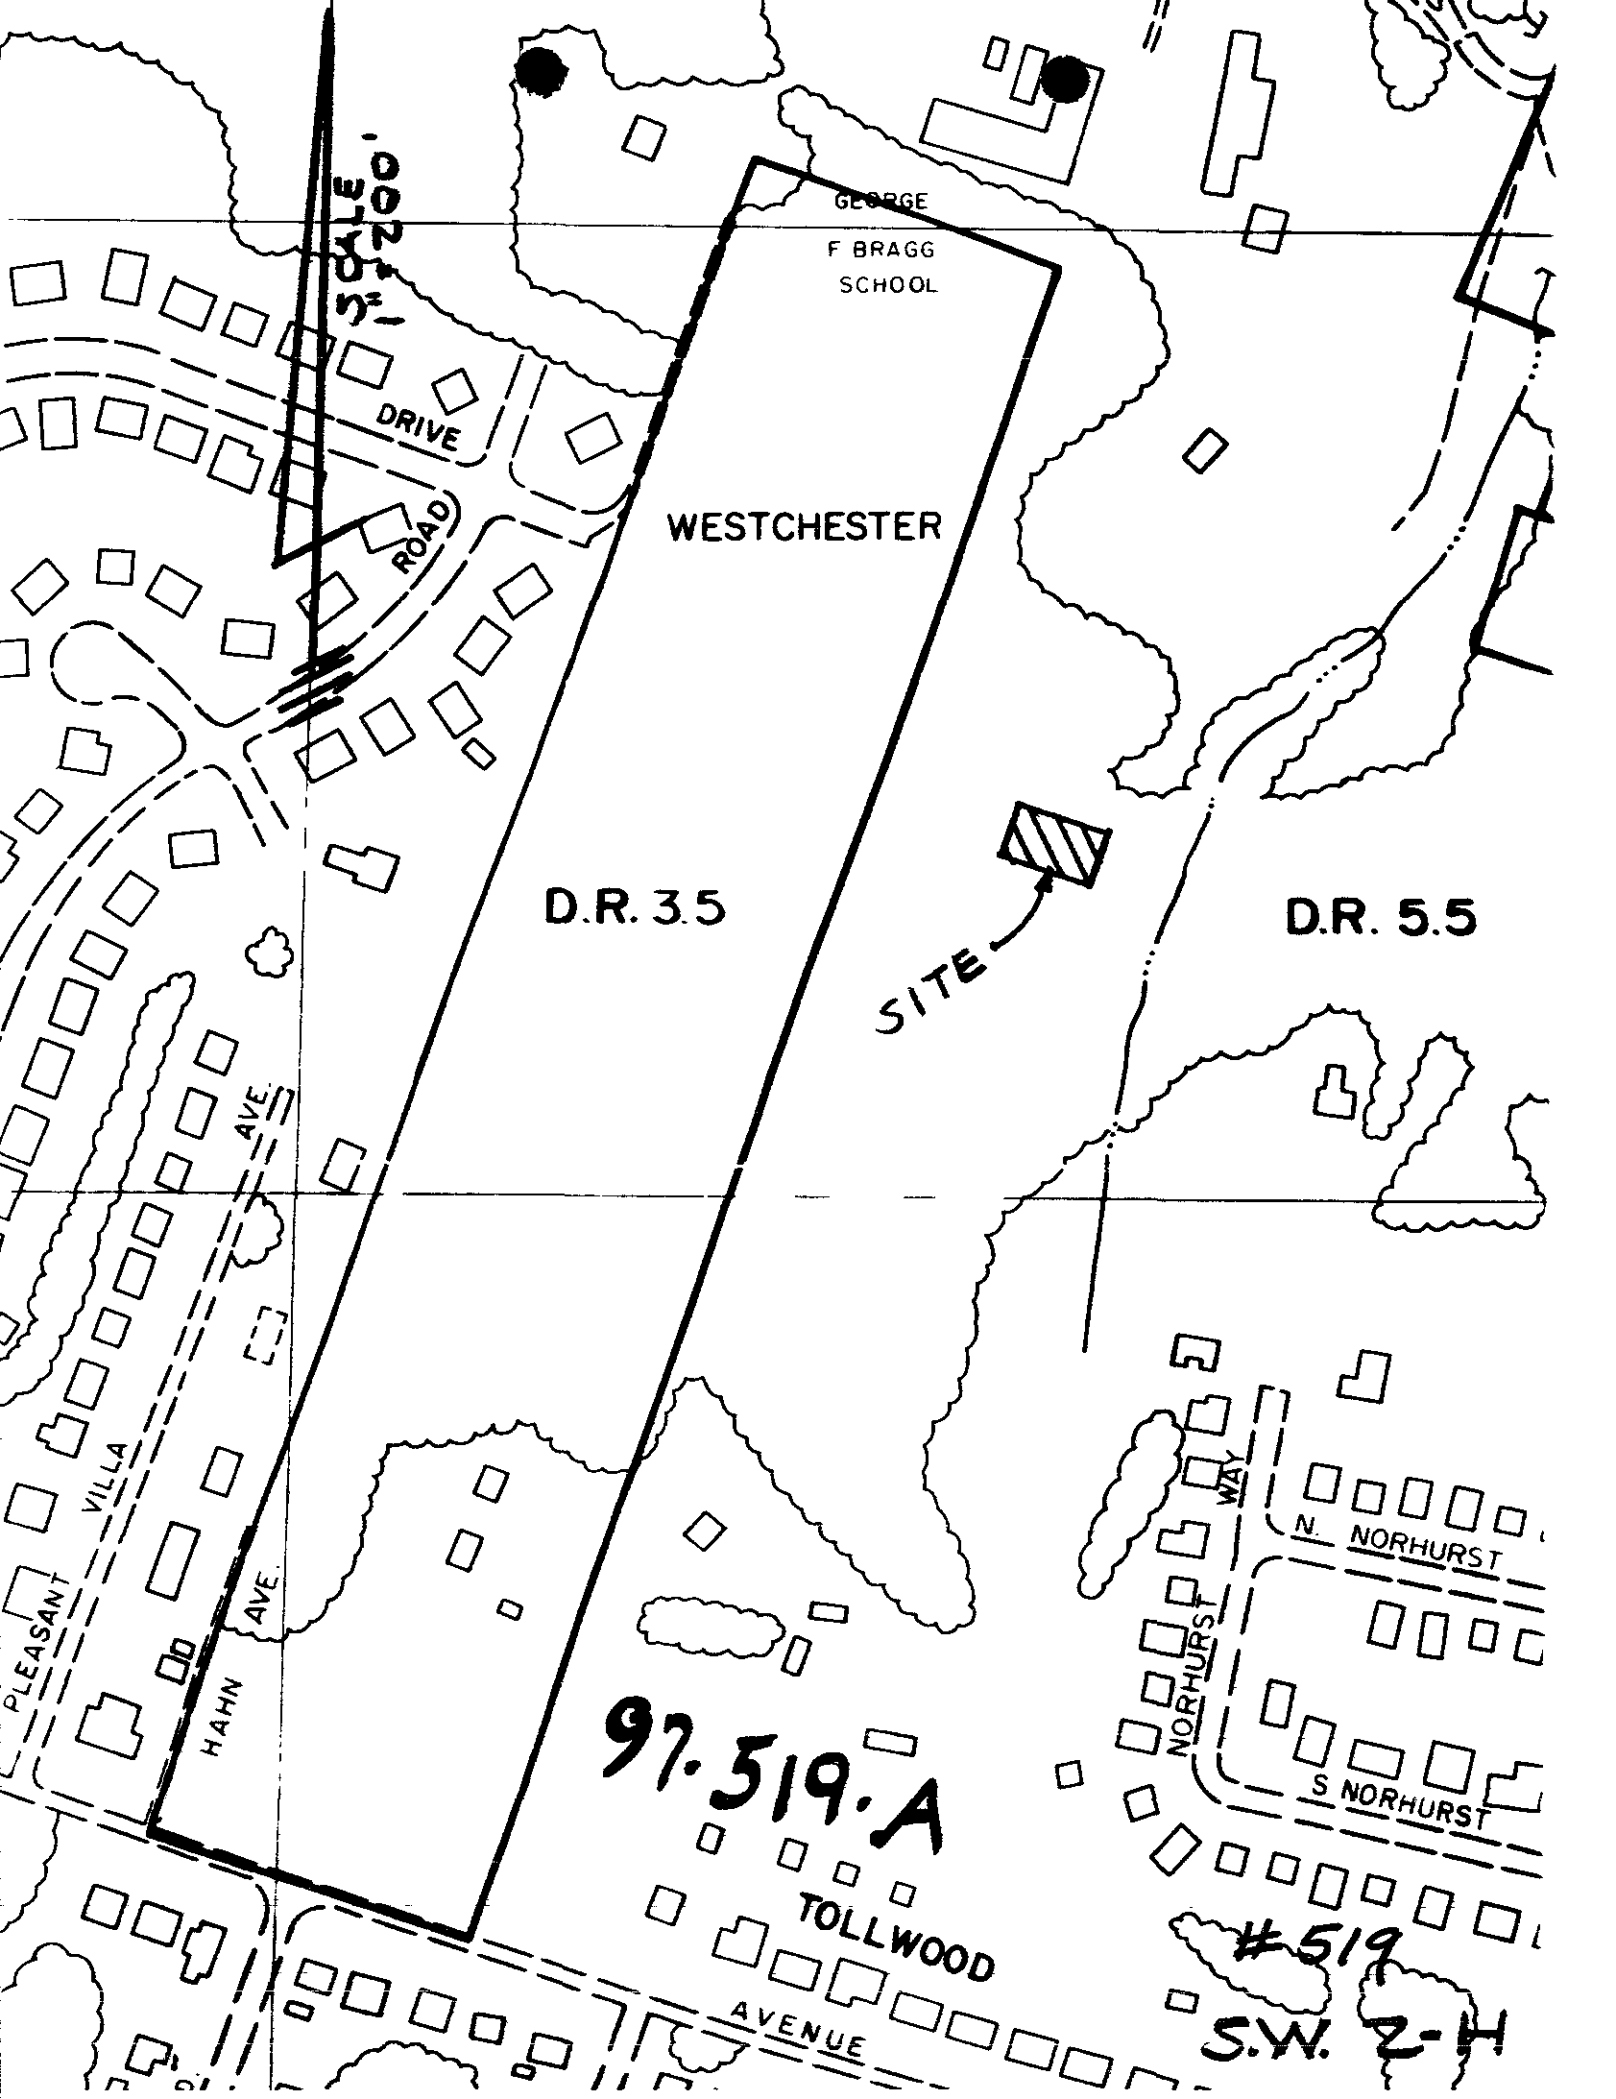 SCALE
1" = 200'
GEORGE
F BRAGG
SCHOOL
DRIVE
ROAD
WESTCHESTER
D.R. 3.5
D.R. 5.5
SITE
AVE.
VILLA
PLEASANT
HAHN AVE.
WAY
N. NORHURST
NORHURST
S NORHURST
97.519.A
TOLLWOOD
AVENUE
#519
S.W. 2-H